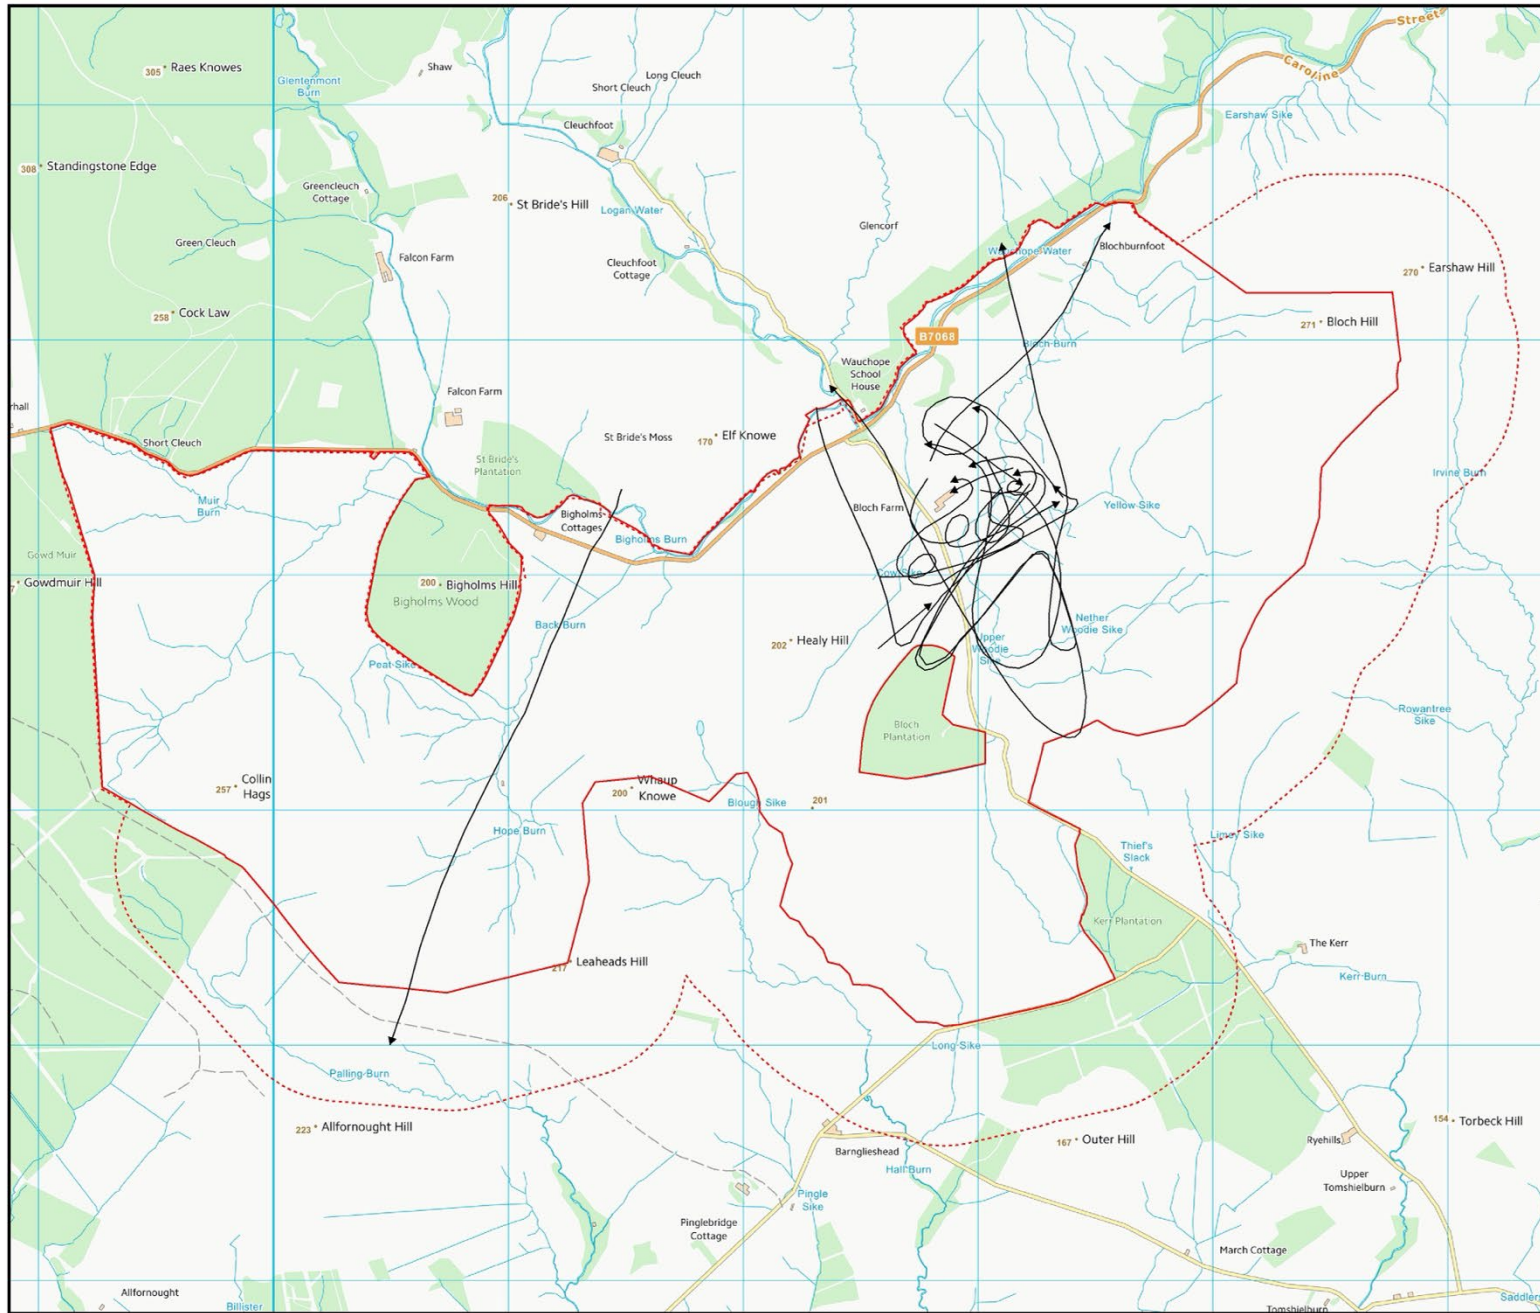 Street
Caroline
305
Raes Knowes
Shaw
Long Cleuch
Short Cleuch
Glentenmont
Burn
Earshaw Sike
Cleuchfoot
308
Standingstone Edge
Greencleuch
Cottage
206
St Bride's Hill
Logan Water
Glencorf
Green Cleuch
Blochburnfoot
Wauchope Water
Falcon Farm
Cleuchfoot
Cottage
270
Earshaw Hill
258
Cock Law
271
Bloch Hill
B7068
Bloch Burn
Wauchope
School
House
Falcon Farm
rhall
Short Cleuch
St Bride's Moss
170
Elf Knowe
St Bride's
Plantation
Irvine Burn
Muir
Burn
Bloch Farm
Yellow Sike
Bigholms
Cottages
Bigholms Burn
Gowd Muir
7
Gowdmuir Hill
200
Bigholms Hill
Bigholms Wood
Cow Sike
Back Burn
Nether
Woodie Sike
202
Healy Hill
Upper
Woodie
Sike
Peat Sike
Rowantree
Sike
Bloch
Plantation
257
Collin
Hags
200
Whaup
Knowe
Blough Sike
201
Hope Burn
Limey Sike
Thief's
Slack
Kerr Plantation
The Kerr
217
Leaheads Hill
Kerr Burn
Long Sike
Palling Burn
223
Allfornought Hill
154
Torbeck Hill
167
Outer Hill
Ryehills
Barnglieshead
Hall Burn
Upper
Tomshielburn
Pingle
Sike
Pinglebridge
Cottage
March Cottage
Allfornought
Billister
Tomshielburn
Saddler